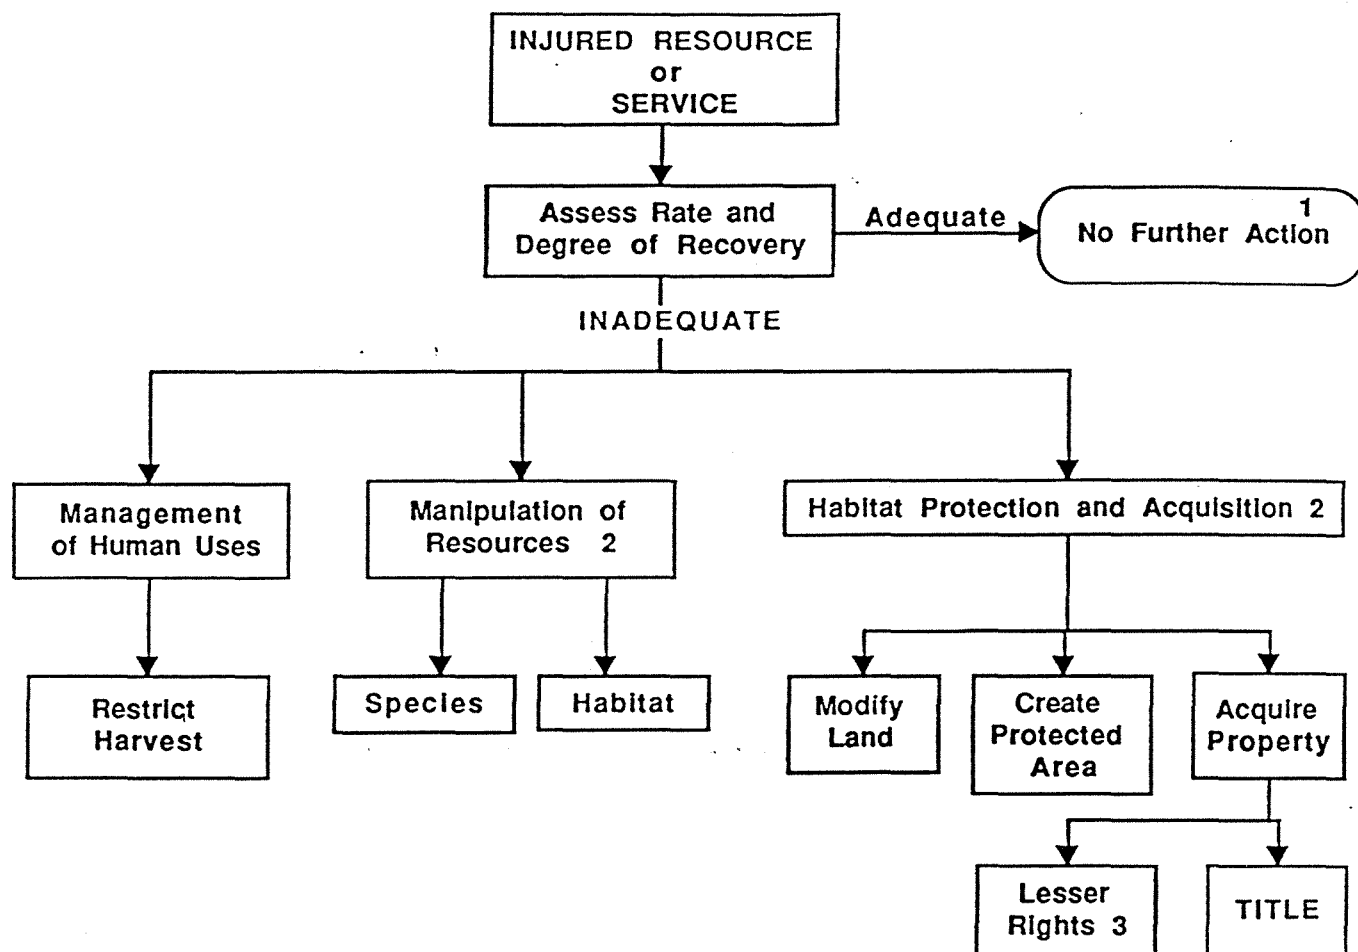 INJURED RESOURCE
or
SERVICE
Assess Rate and
Degree of Recovery
Adequate
1
No Further Action
INADEQUATE
Management
of Human Uses
Manipulation of
Resources 2
Habitat Protection and Acquisition 2
Restrict
Harvest
Species
Habitat
Modify
Land
Create
Protected
Area
Acquire
Property
Lesser
Rights 3
TITLE